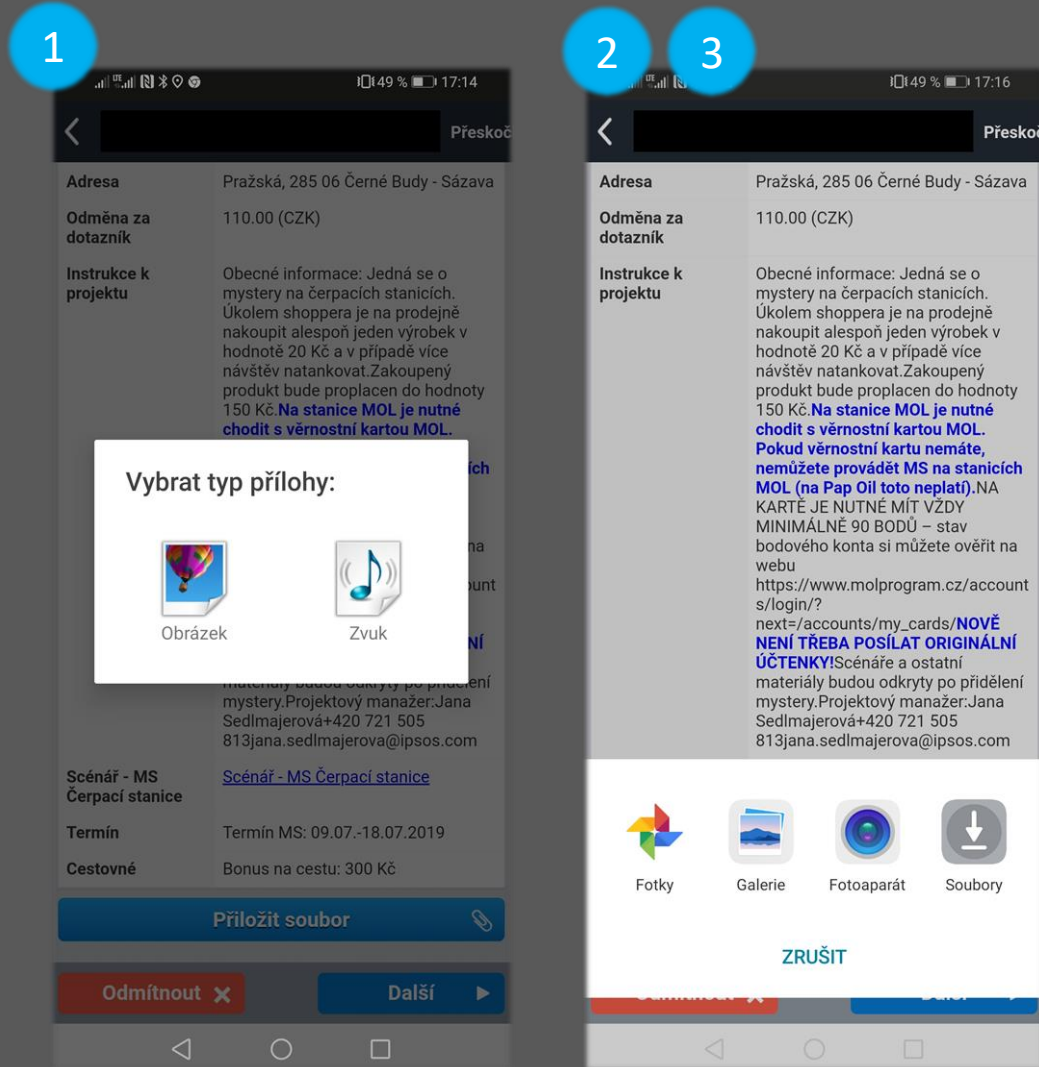 1
2
3
LTE
49 %
17:14
Přeskoč
Adresa
Pražská, 285 06 Černé Budy - Sázava
Odměna za
dotazník
110.00 (CZK)
Instrukce k
projektu
Obecné informace: Jedná se o
mystery na čerpacích stanicích.
Úkolem shoppera je na prodejně
nakoupit alespoň jeden výrobek v
hodnotě 20 Kč a v případě více
návštěv natankovat.Zakoupený
produkt bude proplacen do hodnoty
150 Kč.Na stanice MOL je nutné
chodit s věrnostní kartou MOL.
ích
na
ount
NÍ
Vybrat typ přílohy:
Obrázek
Zvuk
materiály budou odkryty po přidělení
mystery.Projektový manažer:Jana
Sedlmajerová+420 721 505
813jana.sedlmajerova@ipsos.com
Scénář - MS
Čerpací stanice
Scénář - MS Čerpací stanice
Termín
Termín MS: 09.07.-18.07.2019
Cestovné
Bonus na cestu: 300 Kč
Přiložit soubor
Odmítnout
Další
LTE
49 %
17:16
Přeskoč
Adresa
Pražská, 285 06 Černé Budy - Sázava
Odměna za
dotazník
110.00 (CZK)
Instrukce k
projektu
Obecné informace: Jedná se o
mystery na čerpacích stanicích.
Úkolem shoppera je na prodejně
nakoupit alespoň jeden výrobek v
hodnotě 20 Kč a v případě více
návštěv natankovat.Zakoupený
produkt bude proplacen do hodnoty
150 Kč.Na stanice MOL je nutné
chodit s věrnostní kartou MOL.
Pokud věrnostní kartu nemáte,
nemůžete provádět MS na stanicích
MOL (na Pap Oil toto neplatí).NA
KARTĚ JE NUTNÉ MÍT VŽDY
MINIMÁLNĚ 90 BODŮ – stav
bodového konta si můžete ověřit na
webu
https://www.molprogram.cz/account
s/login/?
next=/accounts/my_cards/NOVĚ
NENÍ TŘEBA POSÍLAT ORIGINÁLNÍ
ÚČTENKY!Scénáře a ostatní
materiály budou odkryty po přidělení
mystery.Projektový manažer:Jana
Sedlmajerová+420 721 505
813jana.sedlmajerova@ipsos.com
Fotky
Galerie
Fotoaparát
Soubory
ZRUŠIT